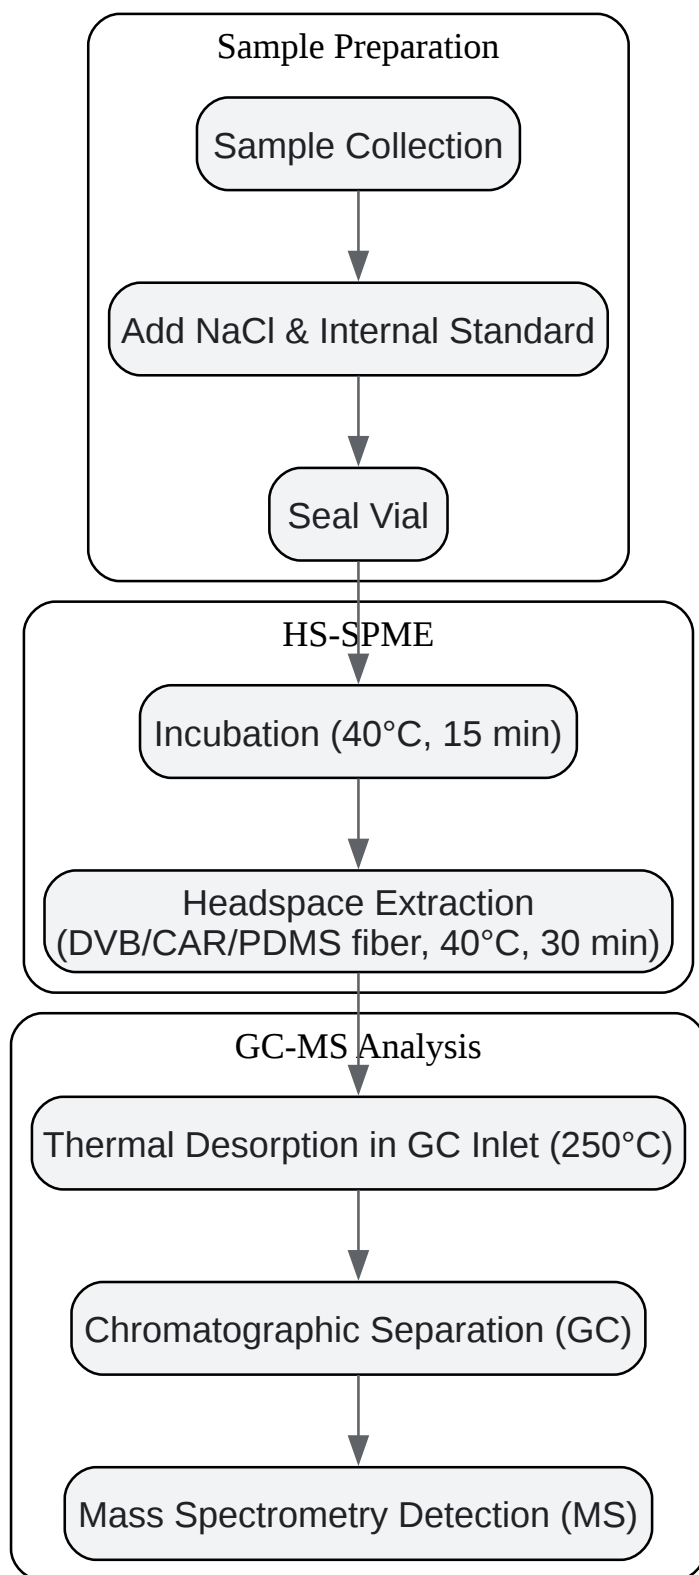 Sample Preparation
Sample Collection
Add NaCl & Internal Standard
Seal Vial
HS-SPME
Incubation (40°C, 15 min)
Headspace Extraction
(DVB/CAR/PDMS fiber, 40°C, 30 min)
GC-MS Analysis
Thermal Desorption in GC Inlet (250°C)
Chromatographic Separation (GC)
Mass Spectrometry Detection (MS)